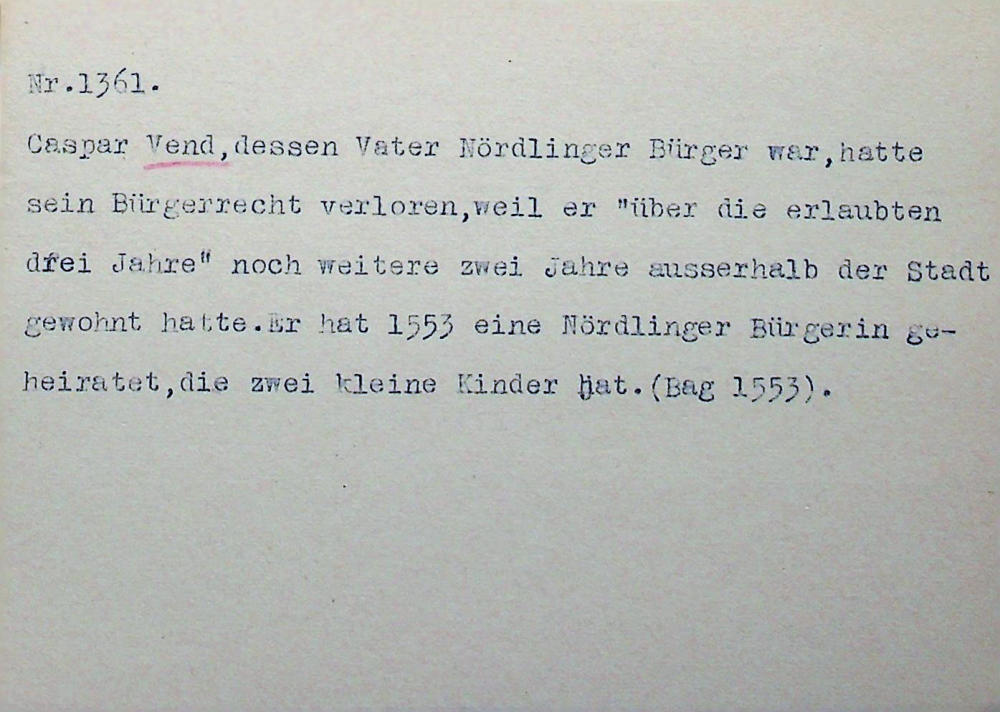 Nr.1361.
Caspar Vend,dessen Vater Nördlinger Bürger war,hatte
sein Bürgerrecht verloren,weil er "über die erlaubten
drei Jahre" noch weitere zwei Jahre ausserhalb der Stadt
gewohnt hatte.Er hat 1553 eine Nördlinger Bürgerin ge-
heiratet,die zwei kleine Kinder hat.(Bag 1553).